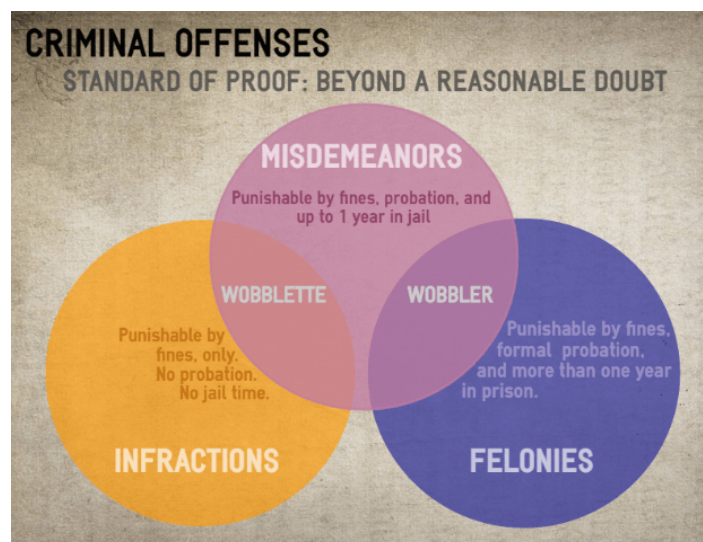 CRIMINAL OFFENSES
STANDARD OF PROOF: BEYOND A REASONABLE DOUBT
MISDEMEANORS
Punishable by fines, probation, and
up to 1 year in jail
WOBBLETTE
WOBBLER
Punishable by
fines, only.
No probation.
No jail time.
INFRACTIONS
Punishable by fines,
formal probation,
and more than one year
in prison.
FELONIES